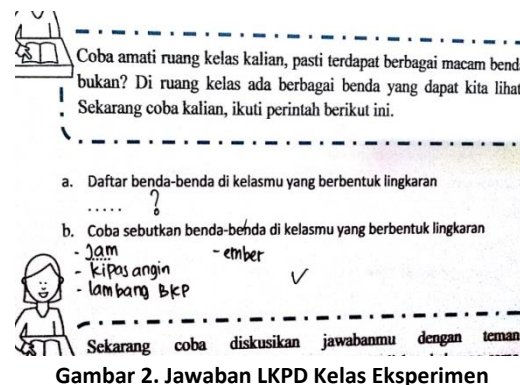 Coba amati ruang kelas kalian, pasti terdapat berbagai macam bend
bukan? Di ruang kelas ada berbagai benda yang dapat kita lihat
Sekarang coba kalian, ikuti perintah berikut ini.
a. Daftar benda-benda di kelasmu yang berbentuk lingkaran
..... ?
b. Coba sebutkan benda-benda di kelasmu yang berbentuk lingkaran
- Jam - ember
- kipas angin
- lambang BKP
Sekarang coba diskusikan jawabanmu dengan teman
Gambar 2. Jawaban LKPD Kelas Eksperimen